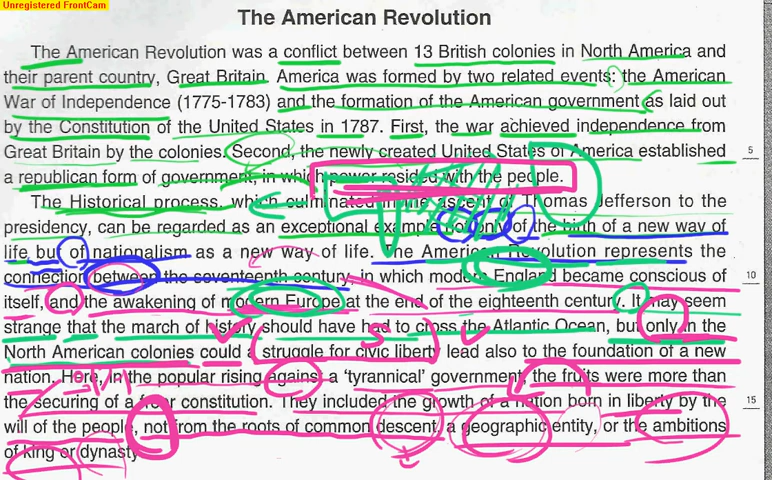 Unregistered FrontCam
The American Revolution
The American Revolution was a conflict between 13 British colonies in North America and
their parent country, Great Britain. America was formed by two related events: the American
War of Independence (1775-1783) and the formation of the American government as laid out
by the Constitution of the United States in 1787. First, the war achieved independence from
Great Britain by the colonies. Second, the newly created United States of America established 5
a republican form of government, in which power resided with the people.
The Historical process, which culminated in the ascent of Thomas Jefferson to the
presidency, can be regarded as an exceptional example not only of the birth of a new way of
life but of nationalism as a new way of life. The American Revolution represents the
connection between the seventeenth century, in which modern England became conscious of 10
itself, and the awakening of modern Europe at the end of the eighteenth century. It may seem
strange that the march of history should have had to cross the Atlantic Ocean, but only in the
North American colonies could a struggle for civic liberty lead also to the foundation of a new
nation. Here, in the popular rising against a 'tyrannical' government, the fruits were more than
the securing of a freer constitution. They included the growth of a nation born in liberty by the 15
will of the people, not from the roots of common descent, a geographic entity, or the ambitions
of king or dynasty.